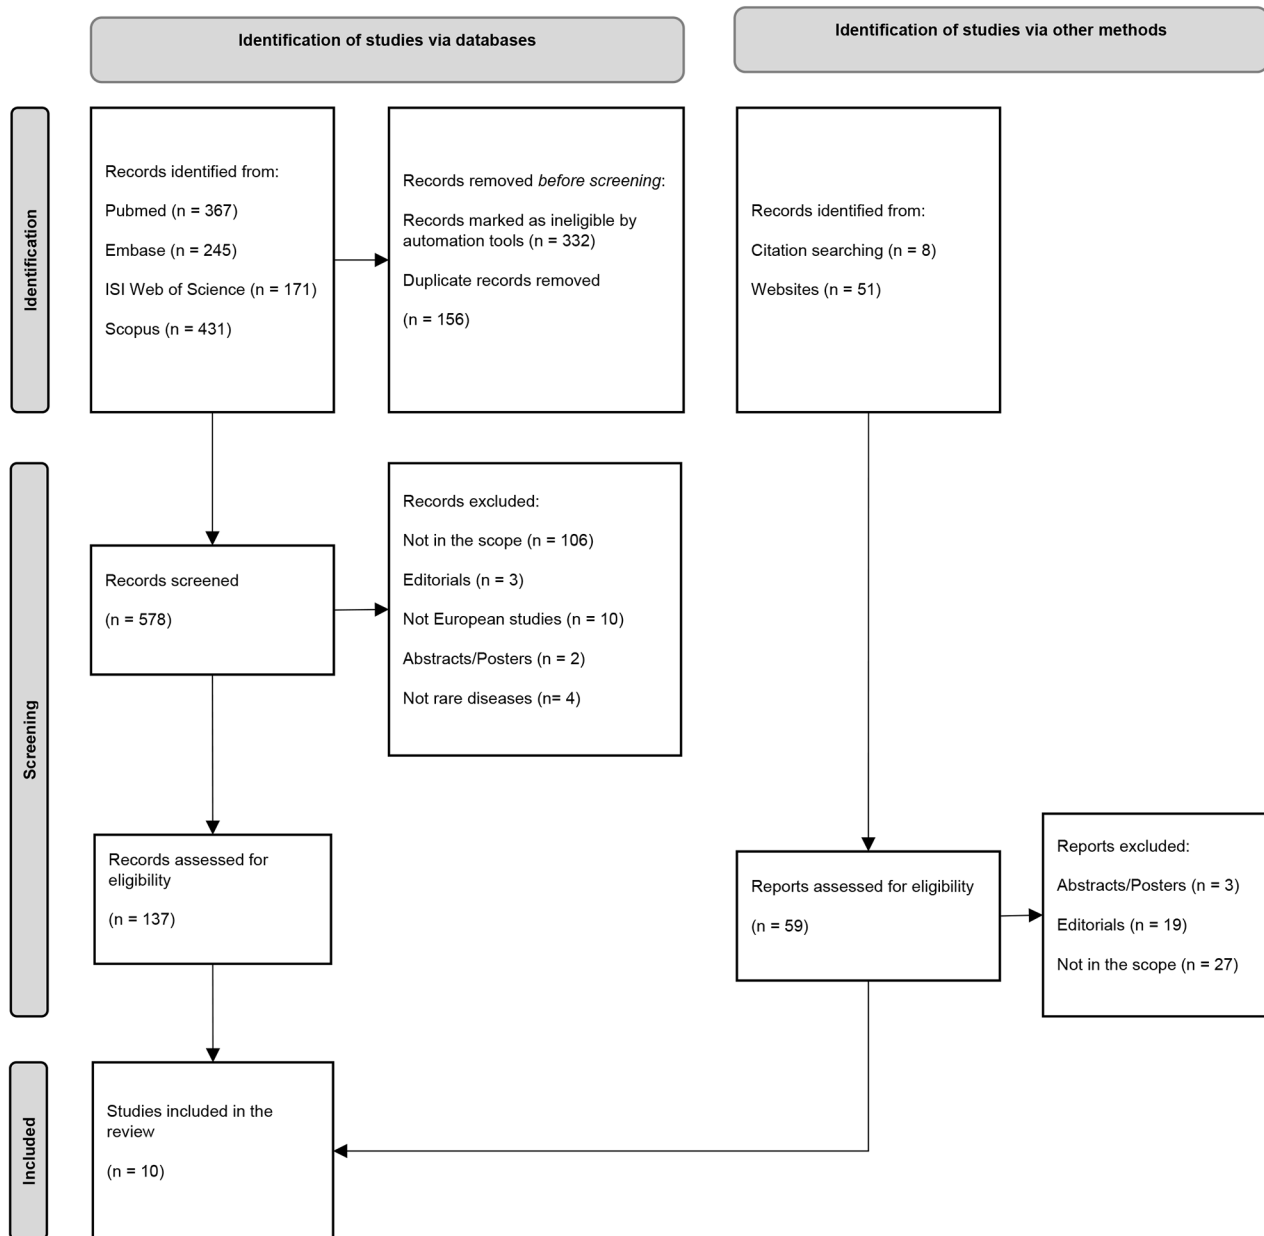 Identification of studies via databases
Identification of studies via other methods
Identification
Records identified from:
Pubmed (n = 367)
Embase (n = 245)
ISI Web of Science (n = 171)
Scopus (n = 431)
Records removed before screening:
Records marked as ineligible by
automation tools (n = 332)
Duplicate records removed
(n = 156)
Records identified from:
Citation searching (n = 8)
Websites (n = 51)
Screening
Records screened
(n = 578)
Records excluded:
Not in the scope (n = 106)
Editorials (n = 3)
Not European studies (n = 10)
Abstracts/Posters (n = 2)
Not rare diseases (n= 4)
Records assessed for
eligibility
(n = 137)
Reports assessed for eligibility
(n = 59)
Reports excluded:
Abstracts/Posters (n = 3)
Editorials (n = 19)
Not in the scope (n = 27)
Included
Studies included in the
review
(n = 10)